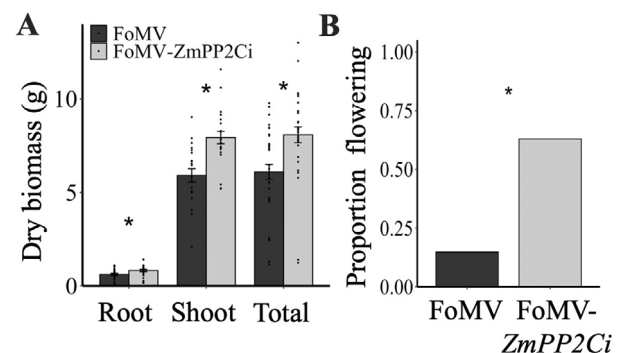 A
FoMV
FoMV-ZmPP2Ci
Dry biomass (g)
10
5
0
*
*
*
Root Shoot Total
B
Proportion flowering
1.00
0.75
0.50
0.25
0.00
*
FoMV FoMV-
ZmPP2Ci